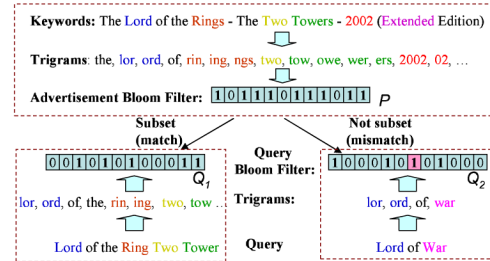 Keywords: The Lord of the Rings - The Two Towers - 2002 (Extended Edition)
Trigrams: the, lor, ord, of, rin, ing, ngs, two, tow, owe, wer, ers, 2002, 02, ...
Advertisement Bloom Filter: 1 0 1 1 1 0 1 1 1 0 1 1 P
Subset (match)
Not subset (mismatch)
0 0 1 0 1 0 1 0 0 0 1 1 Q1
Query Bloom Filter:
1 0 0 0 0 1 0 1 0 1 0 0 0 Q2
lor, ord, of, the, rin, ing, two, tow ...
Trigrams:
lor, ord, of, war
Lord of the Ring Two Tower
Query
Lord of War